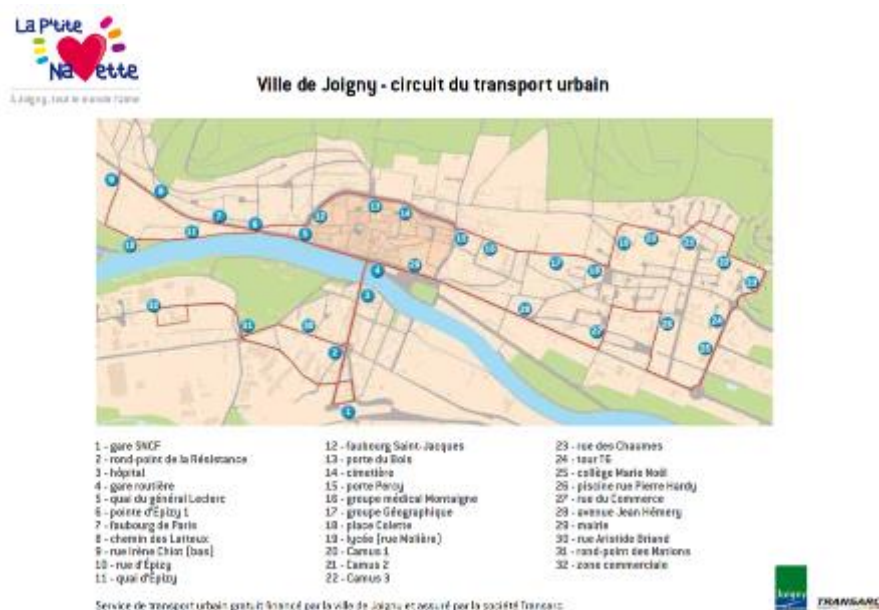 La P'tite
Navette
À Joigny, tout le monde l'aime
Ville de Joigny - circuit du transport urbain
1 - gare SNCF
2 - rond-point de la Résistance
3 - hôpital
4 - gare routière
5 - quai du général Leclerc
6 - pointe d'Épizy 1
7 - faubourg de Paris
8 - chemin des Latteux
9 - rue Irène Chiot (bas)
10 - rue d'Épizy
11 - quai d'Épizy
12 - faubourg Saint-Jacques
13 - porte du Bois
14 - cimetière
15 - porte Percy
16 - groupe médical Montaigne
17 - groupe Géographique
18 - place Colette
19 - lycée (rue Molière)
20 - Camus 1
21 - Camus 2
22 - Camus 3
23 - rue des Chaumes
24 - tour T6
25 - collège Marie Noël
26 - piscine rue Pierre Hardy
27 - rue du Commerce
28 - avenue Jean Hémery
29 - mairie
30 - rue Aristide Briand
31 - rond-point des Nations
32 - zone commerciale
Service de transport urbain gratuit financé par la ville de Joigny et assuré par la société Transarc
Joigny
TRANSARC